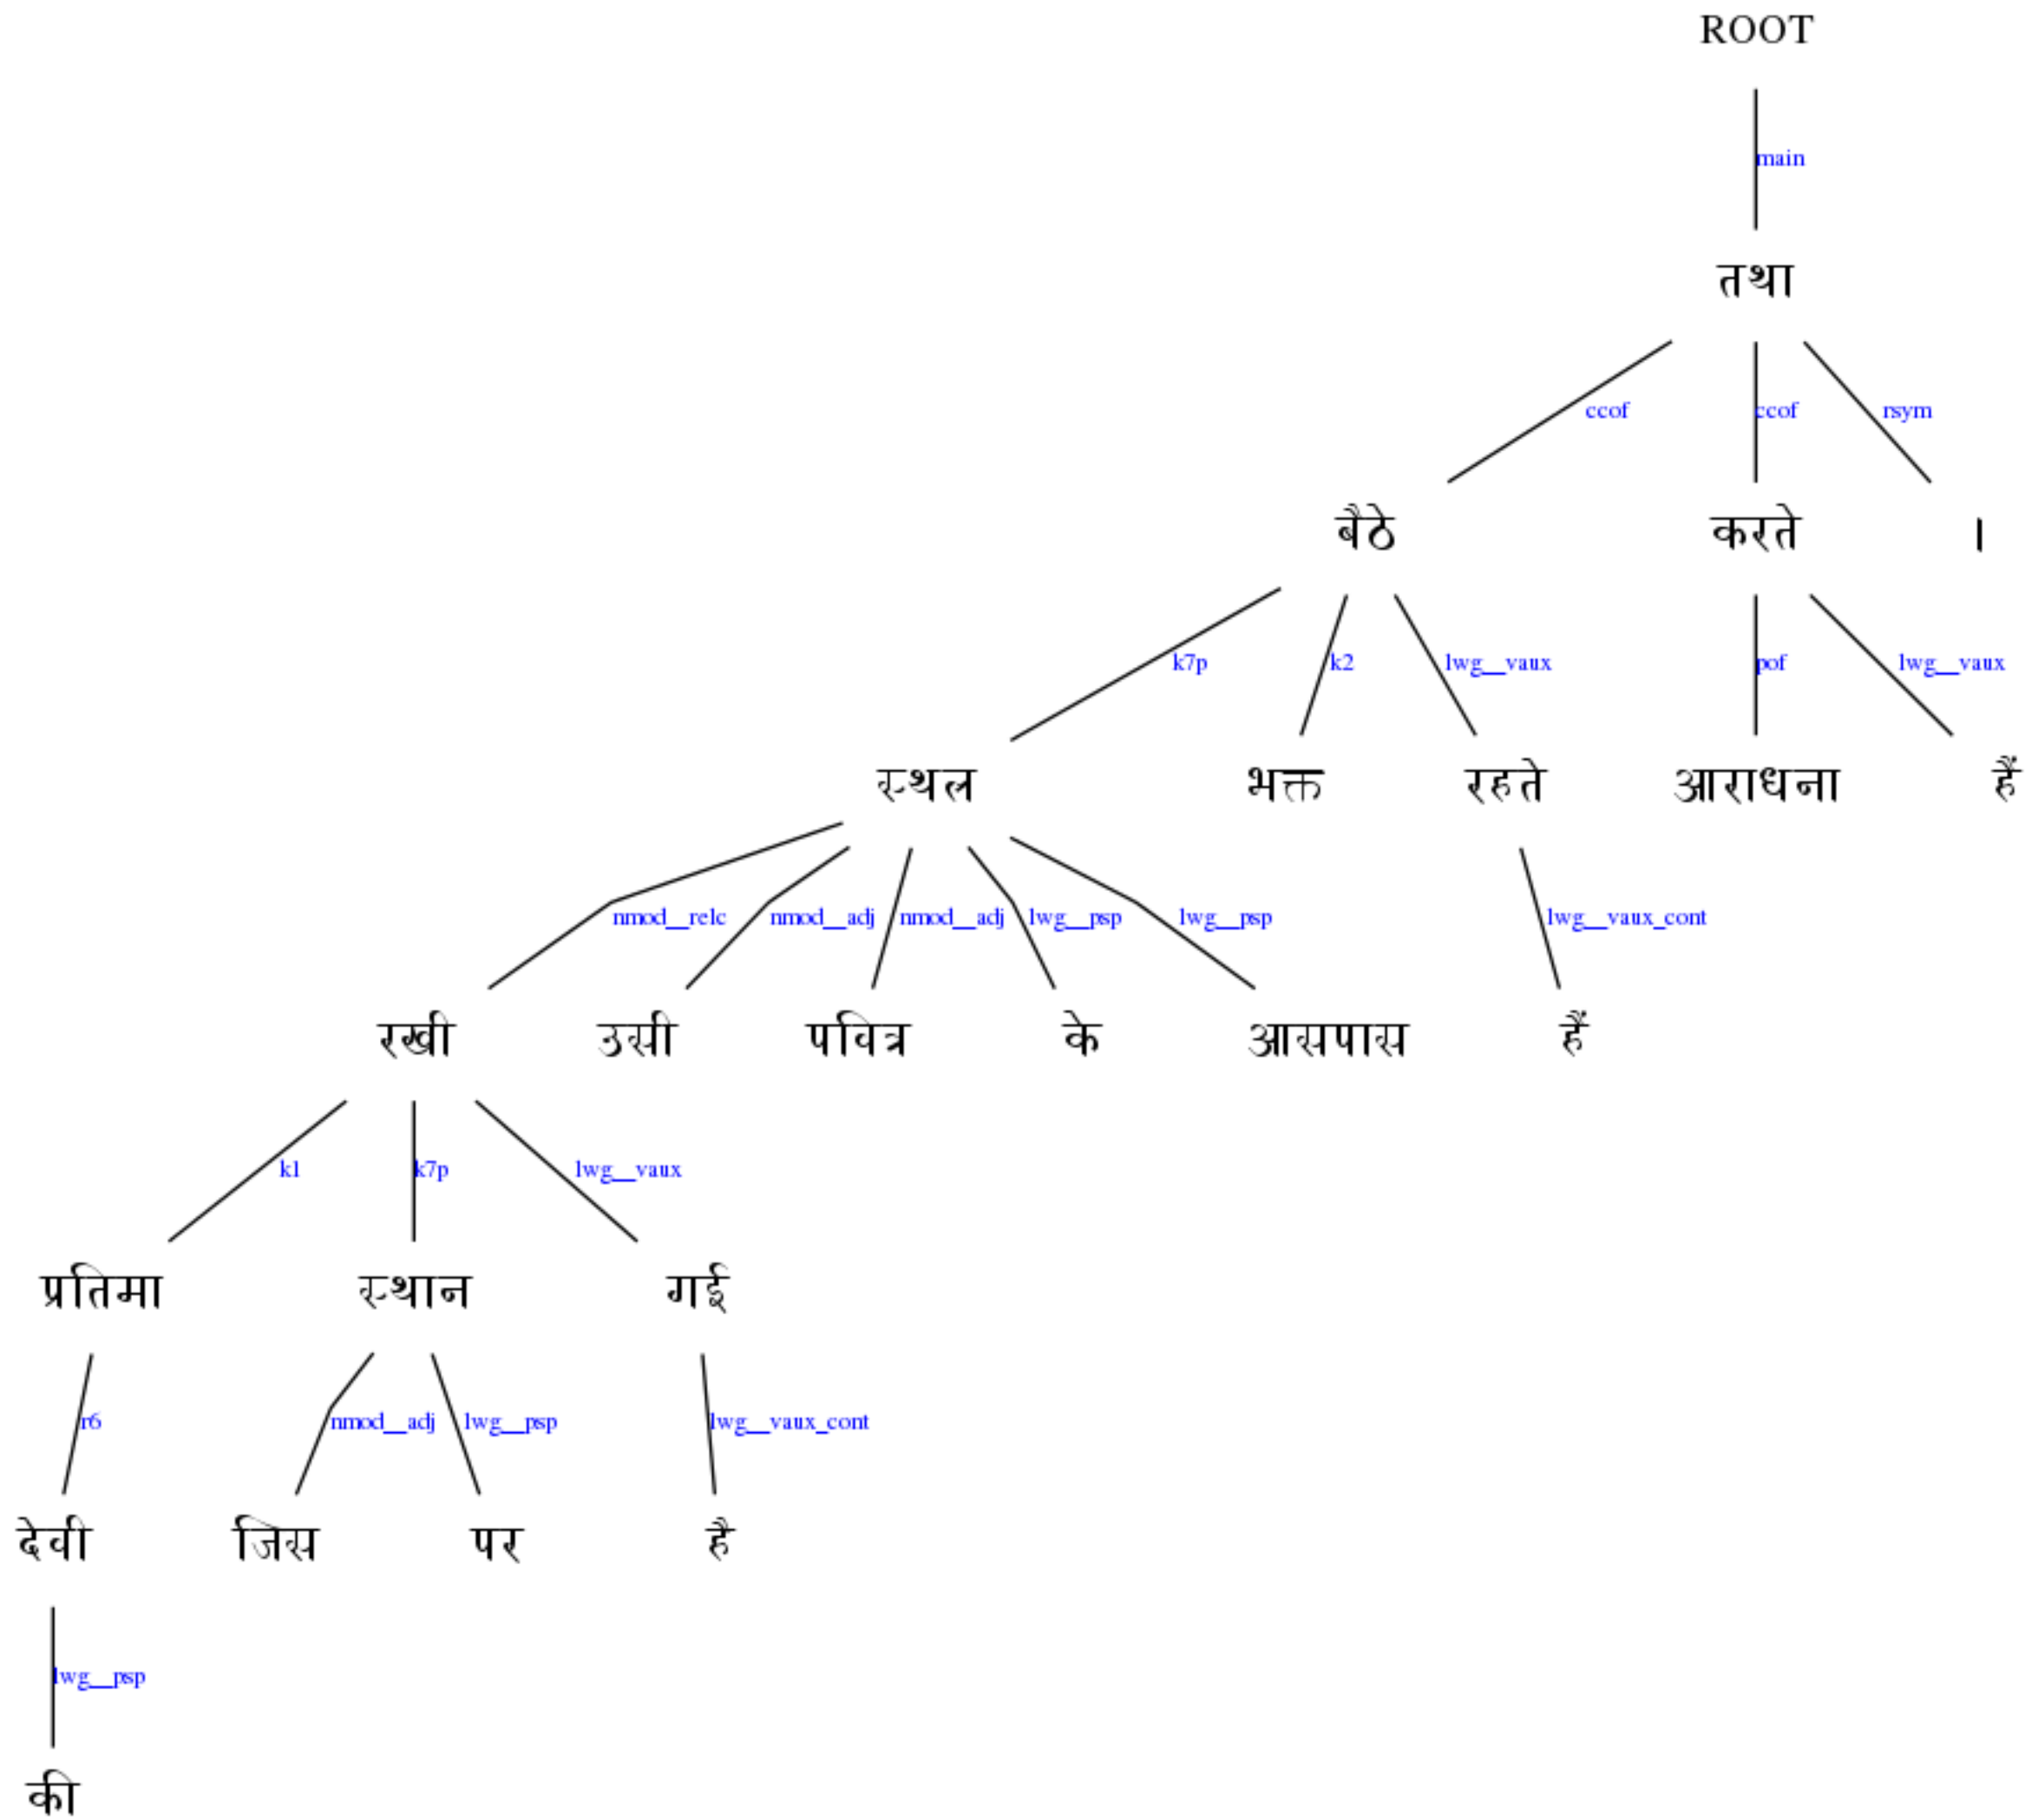 ROOT
main
तथा
ccof ccof rsym
बैठे करते ।
k7p k2 lwg__vaux pof lwg__vaux
स्थल भक्त रहते आराधना हैं
nmod__relc nmod__adj nmod__adj lwg__psp lwg__psp lwg__vaux_cont
रखी उसी पवित्र के आसपास हैं
k1 k7p lwg__vaux
प्रतिमा स्थान गई
r6 nmod__adj lwg__psp lwg__vaux_cont
देवी जिस पर है
lwg__psp
की